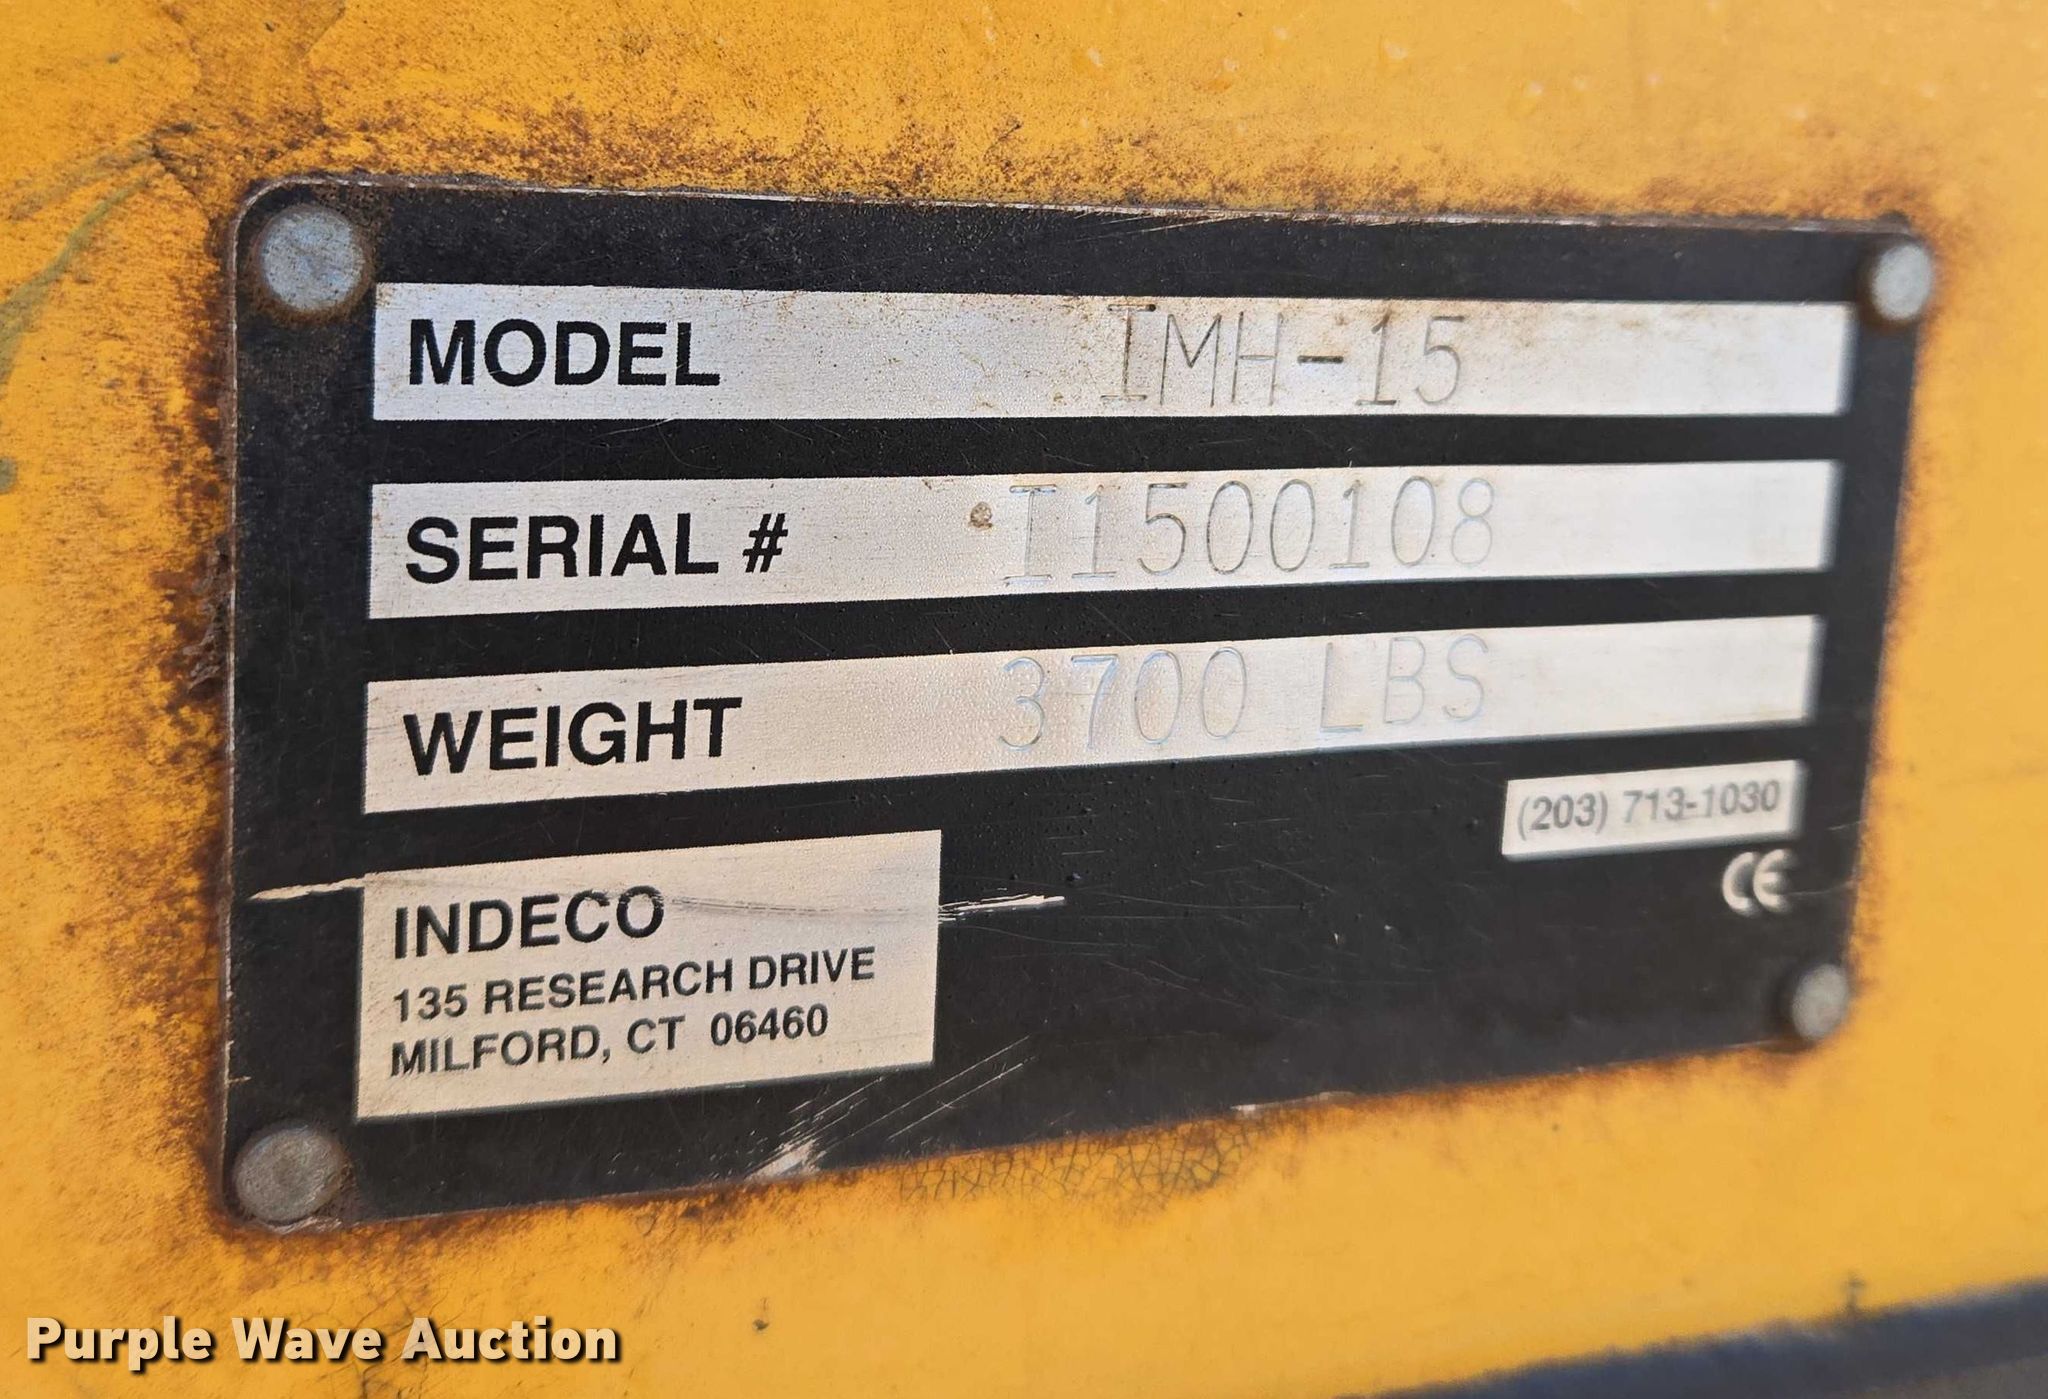 MODEL IMH-15
SERIAL # I1500108
WEIGHT 3700 LBS
(203) 713-1030
CE
INDECO
135 RESEARCH DRIVE
MILFORD, CT 06460
Purple Wave Auction